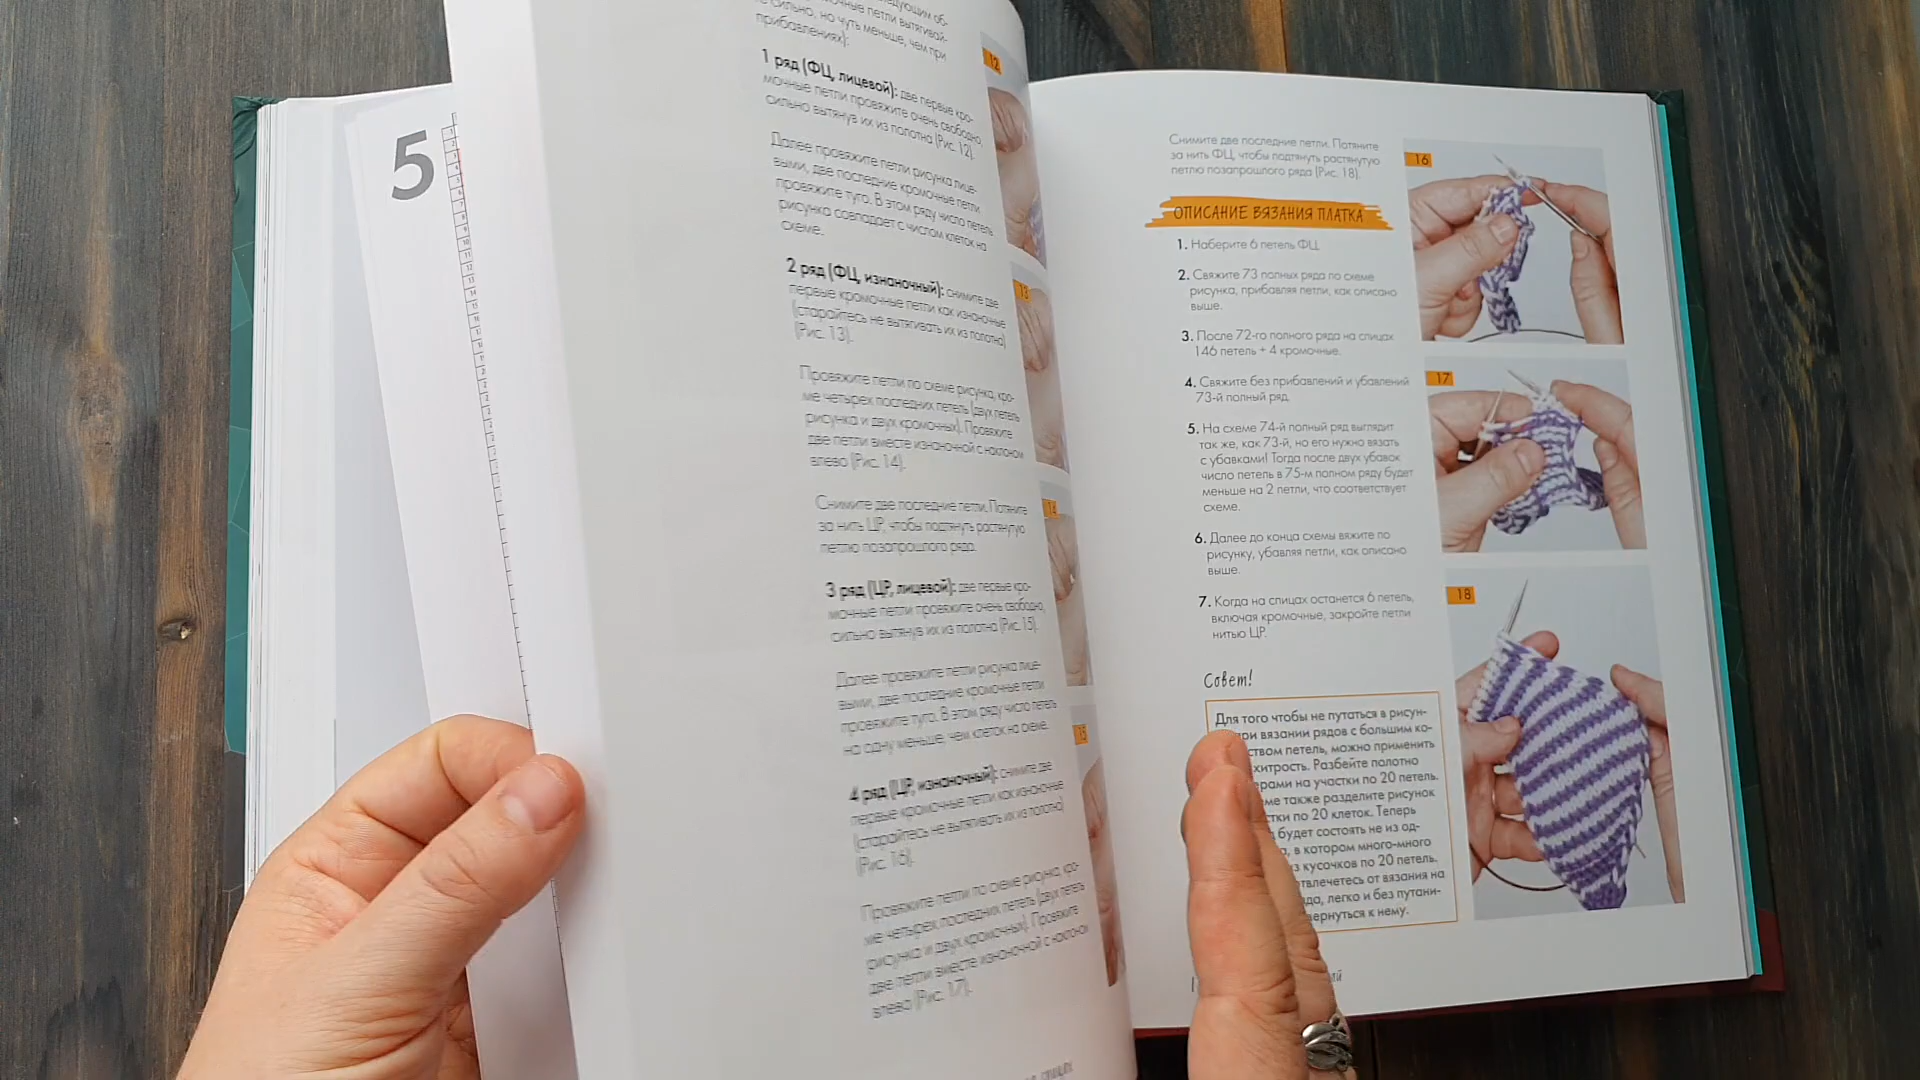 5
прибавлениях):
1 ряд (ФЦ, лицевой): две первые кро-
мочные петли провяжите очень свободно,
сильно вытянув их из полотна (Рис. 12).
Далее провяжите петли рисунка лице-
выми, две последние кромочные петли
провяжите туго. В этом ряду число петель
рисунка совпадает с числом клеток на
схеме.
2 ряд (ФЦ, изнаночный): снимите две
первые кромочные петли как изнаночные
(старайтесь не вытягивать их из полотна)
(Рис. 13).
Провяжите петли по схеме рисунка, кро-
ме четырех последних петель (двух петель
рисунка и двух кромочных). Провяжите
две петли вместе изнаночной с наклоном
влево (Рис. 14).
Снимите две последние петли. Потяните
за нить ЦР, чтобы подтянуть растянутую
петлю позапрошлого ряда.
3 ряд (ЦР, лицевой): две первые кро-
мочные петли провяжите очень свободно,
сильно вытянув их из полотна (Рис. 15).
Далее провяжите петли рисунка лице-
выми, две последние кромочные петли
провяжите туго. В этом ряду число петель
на одну меньше, чем клеток на схеме.
4 ряд (ЦР, изнаночный): снимите две
первые кромочные петли как изнаночные
(старайтесь не вытягивать их из полотна)
(Рис. 16).
Провяжите петли по схеме рисунка, кро-
ме четырех последних петель (двух петель
рисунка и двух кромочных). Провяжите
две петли вместе изнаночной с наклоном
влево (Рис. 17).
12
13
14
15
Снимите две последние петли. Потяните
за нить ФЦ, чтобы подтянуть растянутую
петлю позапрошлого ряда (Рис. 18).
ОПИСАНИЕ ВЯЗАНИЯ ПЛАТКА
1. Наберите 6 петель ФЦ.
2. Свяжите 73 полных ряда по схеме
рисунка, прибавляя петли, как описано
выше.
3. После 72-го полного ряда на спицах
146 петель + 4 кромочные.
4. Свяжите без прибавлений и убавлений
73-й полный ряд.
5. На схеме 74-й полный ряд выглядит
так же, как 73-й, но его нужно вязать
с убавками! Тогда после двух убавок
число петель в 75-м полном ряду будет
меньше на 2 петли, что соответствует
схеме.
6. Далее до конца схемы вяжите по
рисунку, убавляя петли, как описано
выше.
7. Когда на спицах останется 6 петель,
включая кромочные, закройте петли
нитью ЦР.
Совет!
Для того чтобы не путаться в рисун-
при вязании рядов с большим ко-
ством петель, можно применить
хитрость. Разбейте полотно
ерами на участки по 20 петель.
ме также разделите рисунок
стки по 20 клеток. Теперь
будет состоять не из од-
а, в котором много-много
из кусочков по 20 петель.
твлечетесь от вязания на
да, легко и без путани-
вернуться к нему.
16
17
18